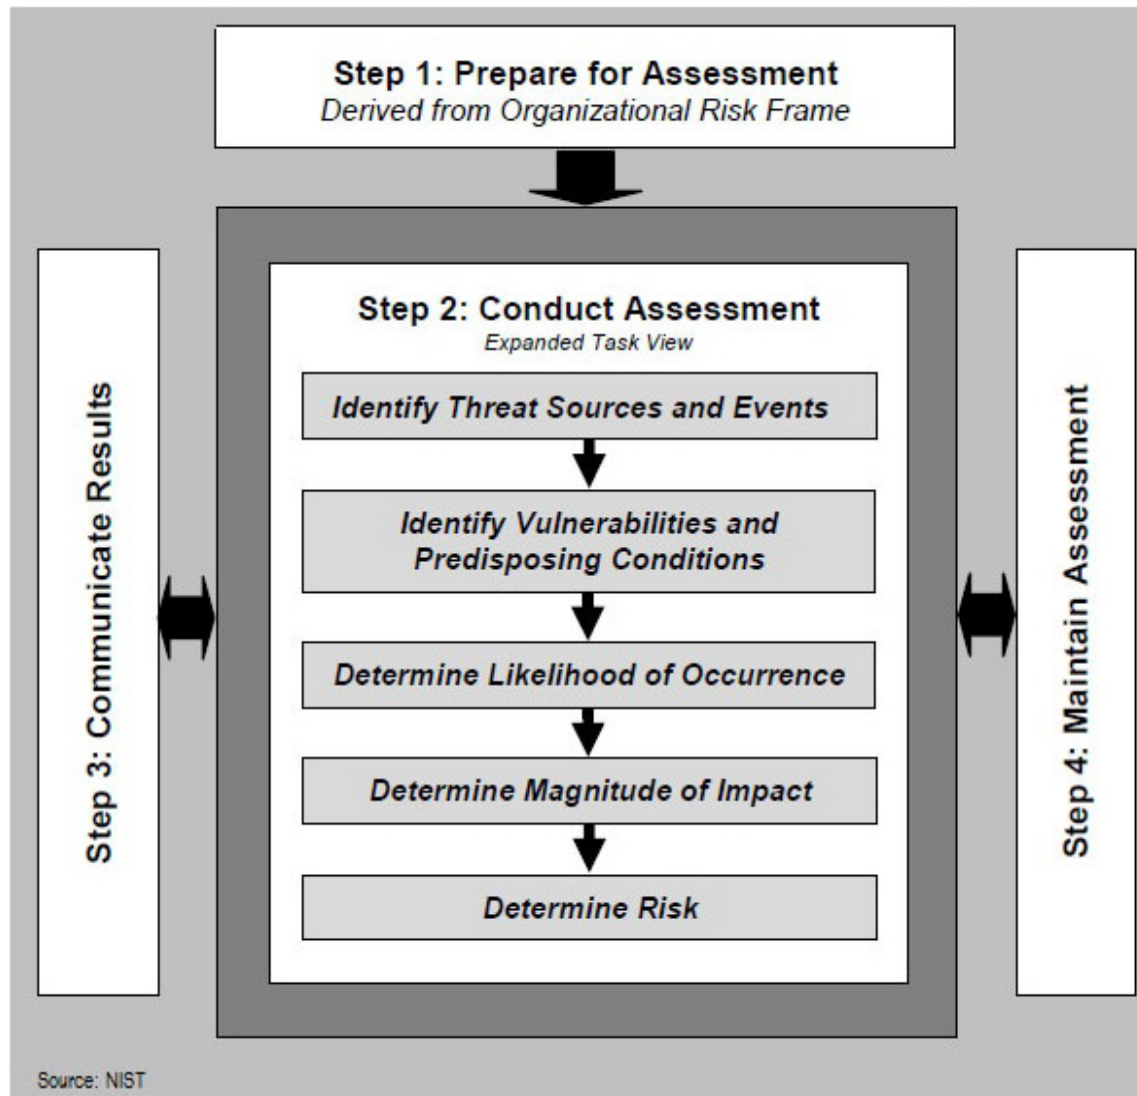 Step 1: Prepare for Assessment
Derived from Organizational Risk Frame
Step 2: Conduct Assessment
Expanded Task View
Identify Threat Sources and Events
Identify Vulnerabilities and
Predisposing Conditions
Determine Likelihood of Occurrence
Determine Magnitude of Impact
Determine Risk
Step 3: Communicate Results
Step 4: Maintain Assessment
Source: NIST